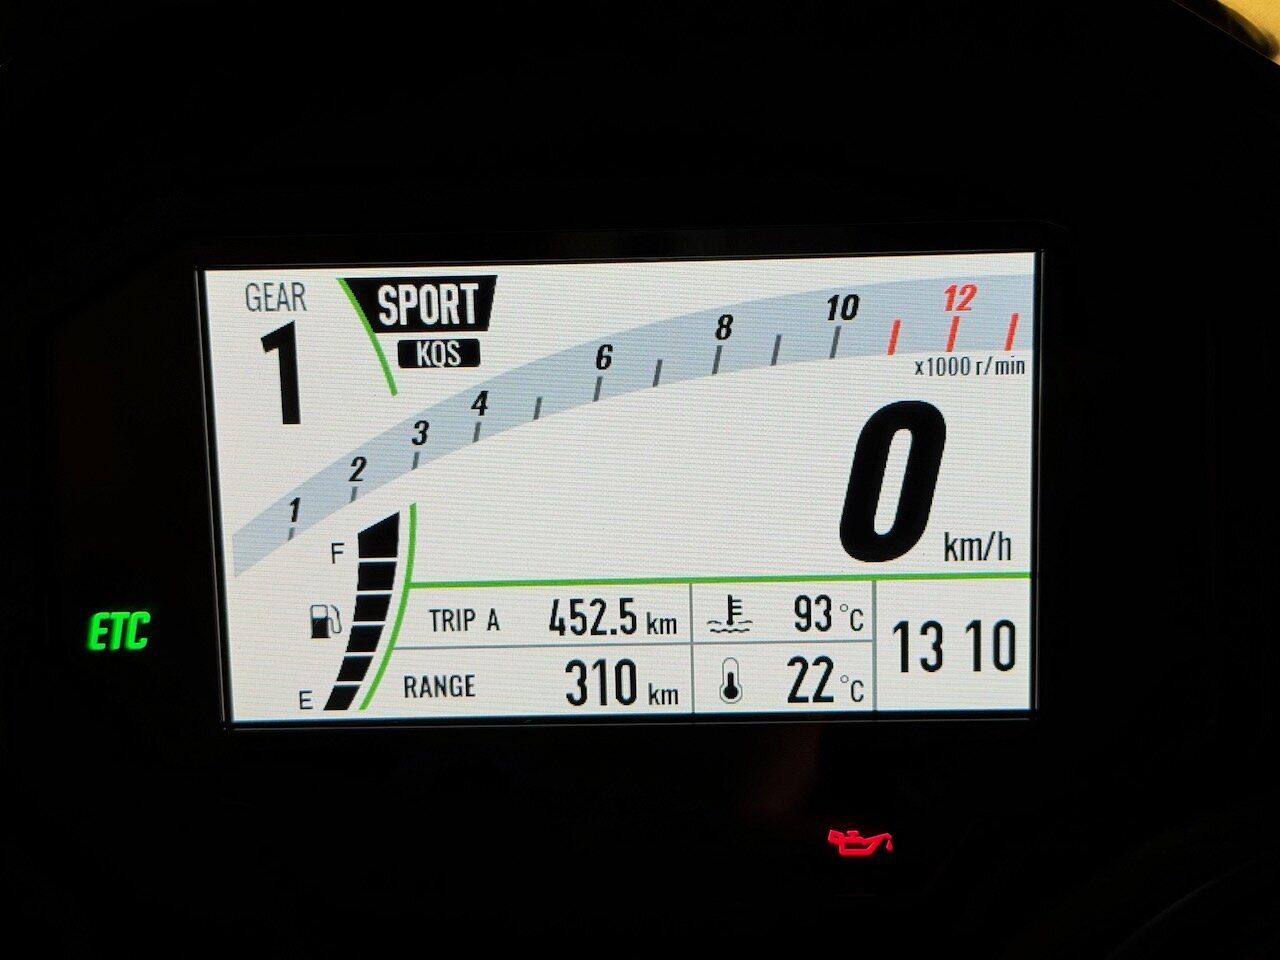 GEAR
1
SPORT
KQS
1 2 3 4 6 8 10 12
x1000 r/min
0 km/h
F
E
TRIP A 452.5 km
RANGE 310 km
93 °C
22 °C
13 10
ETC